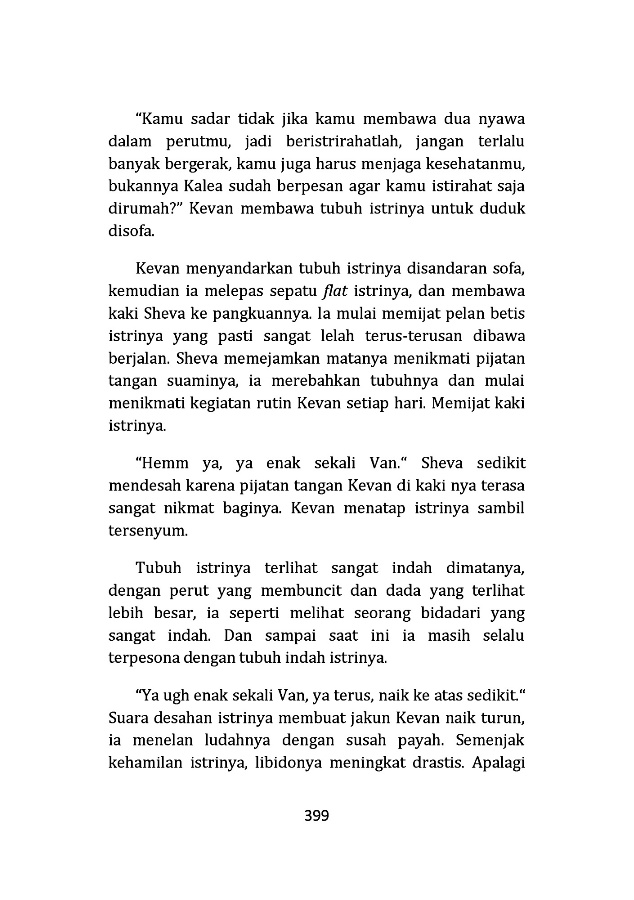 “Kamu sadar tidak jika kamu membawa dua nyawa
dalam perutmu, jadi beristrirahatlah, jangan terlalu
banyak bergerak, kamu juga harus menjaga kesehatanmu,
bukannya Kalea sudah berpesan agar kamu istirahat saja
dirumah?” Kevan membawa tubuh istrinya untuk duduk
disofa.
Kevan menyandarkan tubuh istrinya disandaran sofa,
kemudian ia melepas sepatu flat istrinya, dan membawa
kaki Sheva ke pangkuannya. Ia mulai memijat pelan betis
istrinya yang pasti sangat lelah terus-terusan dibawa
berjalan. Sheva memejamkan matanya menikmati pijatan
tangan suaminya, ia merebahkan tubuhnya dan mulai
menikmati kegiatan rutin Kevan setiap hari. Memijat kaki
istrinya.
“Hemm ya, ya enak sekali Van.“ Sheva sedikit
mendesah karena pijatan tangan Kevan di kaki nya terasa
sangat nikmat baginya. Kevan menatap istrinya sambil
tersenyum.
Tubuh istrinya terlihat sangat indah dimatanya,
dengan perut yang membuncit dan dada yang terlihat
lebih besar, ia seperti melihat seorang bidadari yang
sangat indah. Dan sampai saat ini ia masih selalu
terpesona dengan tubuh indah istrinya.
“Ya ugh enak sekali Van, ya terus, naik ke atas sedikit.“
Suara desahan istrinya membuat jakun Kevan naik turun,
ia menelan ludahnya dengan susah payah. Semenjak
kehamilan istrinya, libidonya meningkat drastis. Apalagi
399